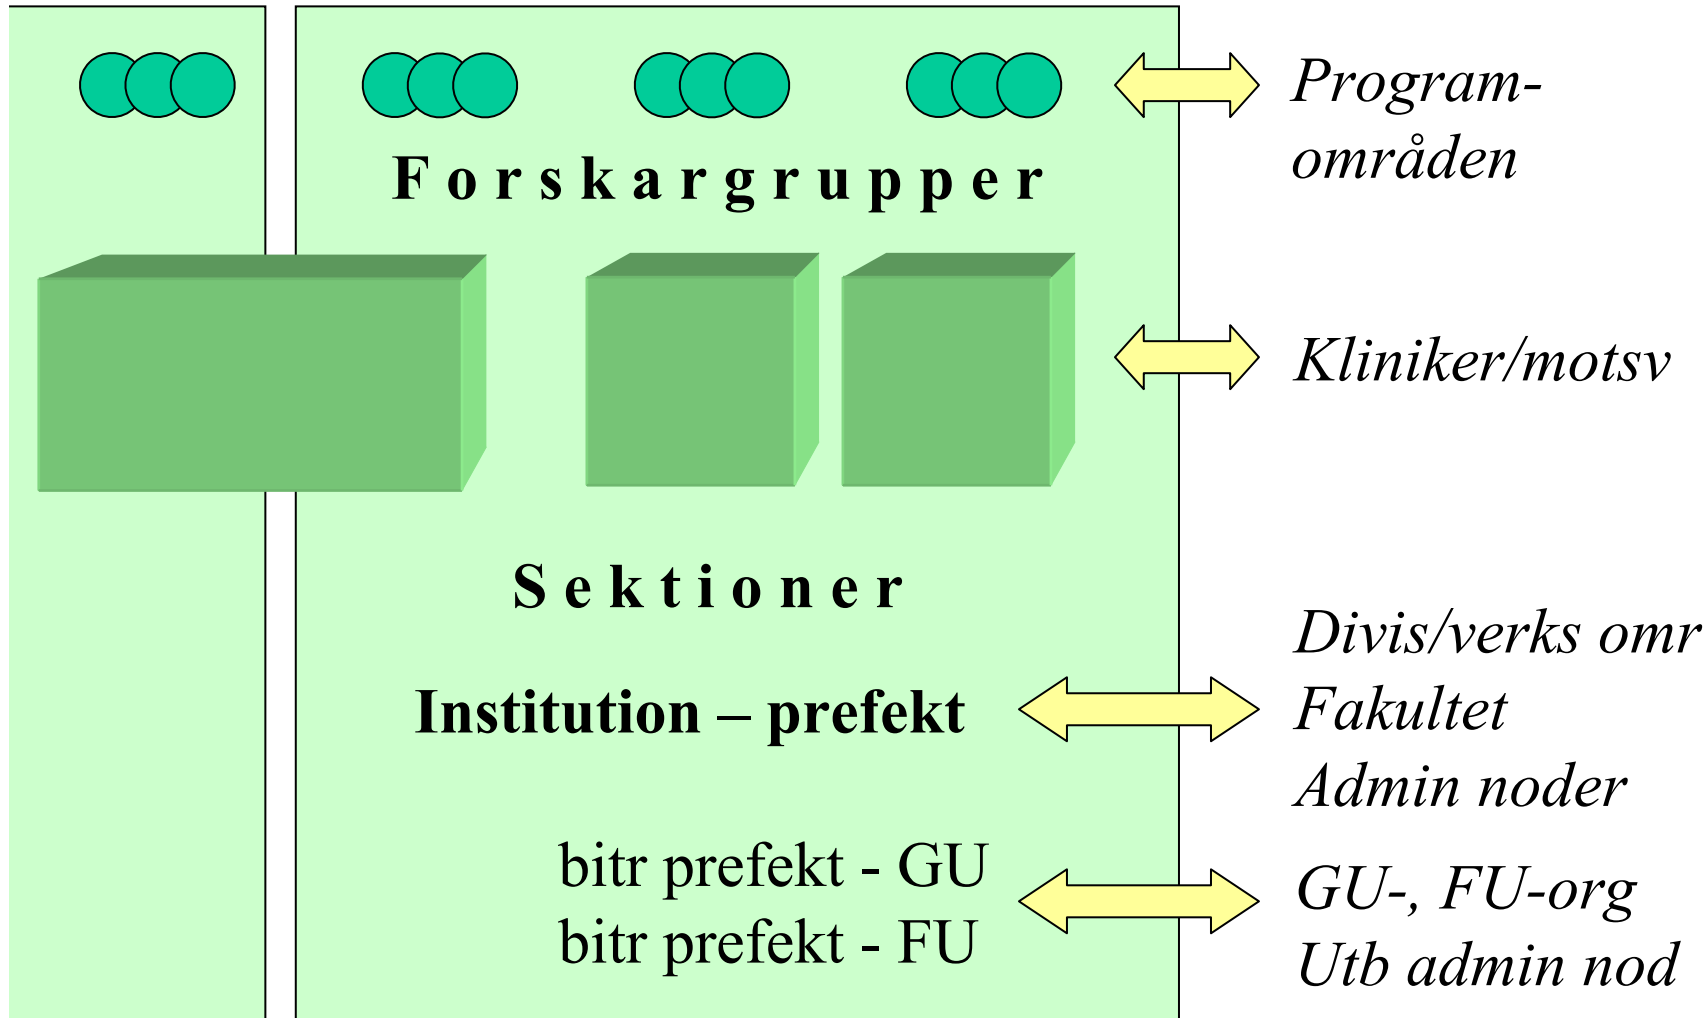 Program-
områden
Forskargrupper
Kliniker/motsv
Sektioner
Institution – prefekt
Divis/verks omr
Fakultet
Admin noder
bitr prefekt - GU
bitr prefekt - FU
GU-, FU-org
Utb admin nod